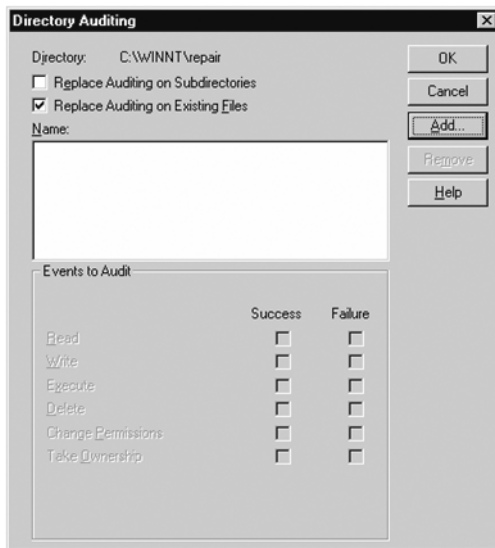 Directory Auditing
Directory: C:\WINNT\repair
Replace Auditing on Subdirectories
Replace Auditing on Existing Files
Name:
OK
Cancel
Add...
Remove
Help
Events to Audit
Success Failure
Read
Write
Execute
Delete
Change Permissions
Take Ownership